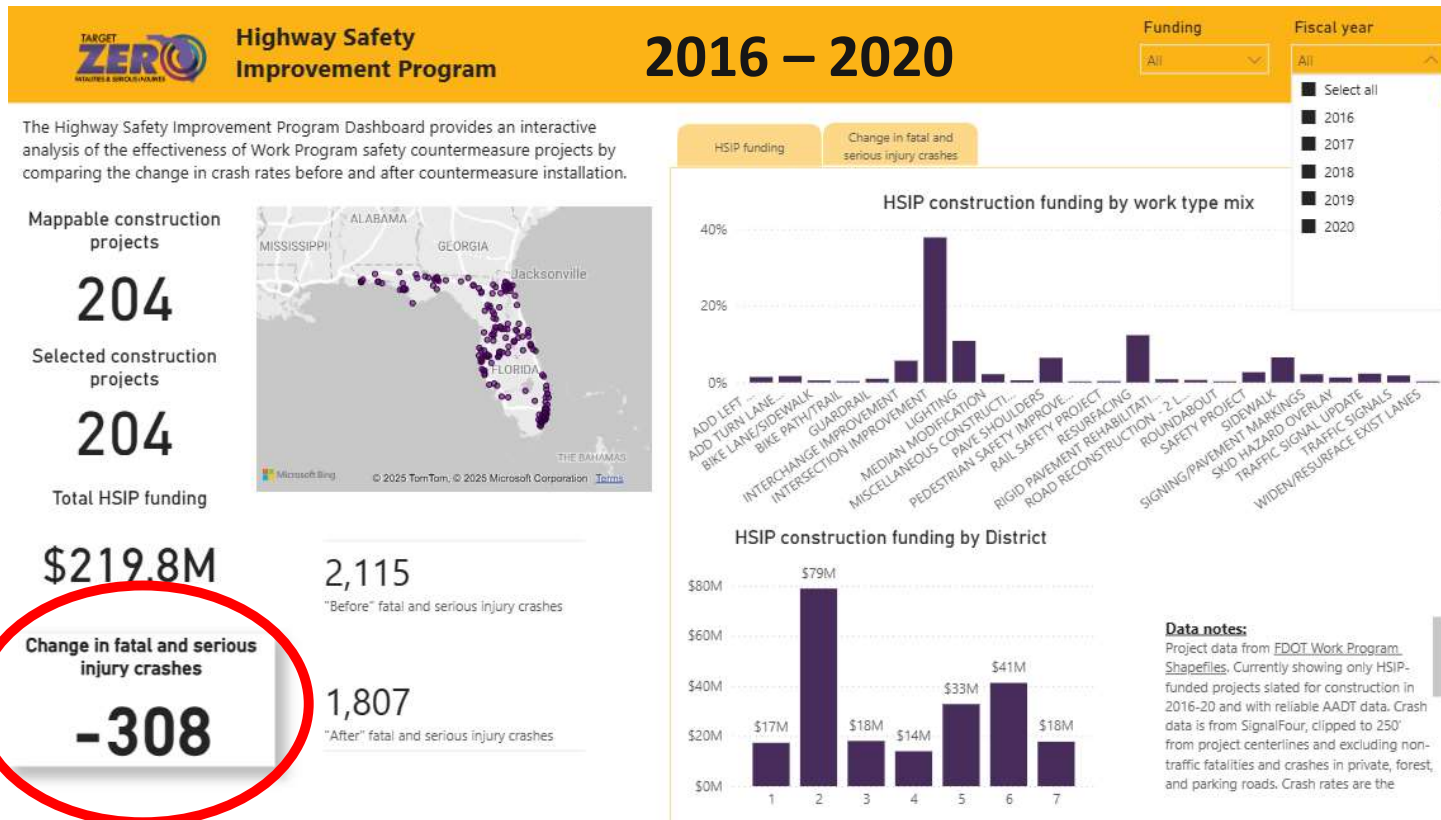 TARGET
ZERO
FATALITIES & SERIOUS INJURIES
Highway Safety
Improvement Program
2016 – 2020
Funding
All
Fiscal year
All
Select all
2016
2017
2018
2019
2020
The Highway Safety Improvement Program Dashboard provides an interactive
analysis of the effectiveness of Work Program safety countermeasure projects by
comparing the change in crash rates before and after countermeasure installation.
Mappable construction
projects
204
Selected construction
projects
204
Total HSIP funding
$219.8M
Change in fatal and serious
injury crashes
-308
ALABAMA
MISSISSIPPI
GEORGIA
Jacksonville
FLORIDA
THE BAHAMAS
Microsoft Bing
© 2025 TomTom, © 2025 Microsoft Corporation Terms
2,115
"Before" fatal and serious injury crashes
1,807
"After" fatal and serious injury crashes
HSIP funding
Change in fatal and
serious injury crashes
HSIP construction funding by work type mix
40%
20%
0%
ADD LEFT ...
ADD TURN LANE...
BIKE LANE/SIDEWALK
BIKE PATH/TRAIL
GUARDRAIL
INTERCHANGE IMPROVEMENT
INTERSECTION IMPROVEMENT
LIGHTING
MEDIAN MODIFICATION
MISCELLANEOUS CONSTRUCTI...
PAVE SHOULDERS
PEDESTRIAN SAFETY IMPROVE...
RAIL SAFETY PROJECT
RESURFACING
RIGID PAVEMENT REHABILITATI...
ROAD RECONSTRUCTION - 2 L...
ROUNDABOUT
SAFETY PROJECT
SIDEWALK
SIGNING/PAVEMENT MARKINGS
SKID HAZARD OVERLAY
TRAFFIC SIGNAL UPDATE
TRAFFIC SIGNALS
WIDEN/RESURFACE EXIST LANES
HSIP construction funding by District
$80M
$60M
$40M
$20M
$0M
$17M
$79M
$18M
$14M
$33M
$41M
$18M
1 2 3 4 5 6 7
Data notes:
Project data from FDOT Work Program
Shapefiles. Currently showing only HSIP-
funded projects slated for construction in
2016-20 and with reliable AADT data. Crash
data is from SignalFour, clipped to 250'
from project centerlines and excluding non-
traffic fatalities and crashes in private, forest,
and parking roads. Crash rates are the